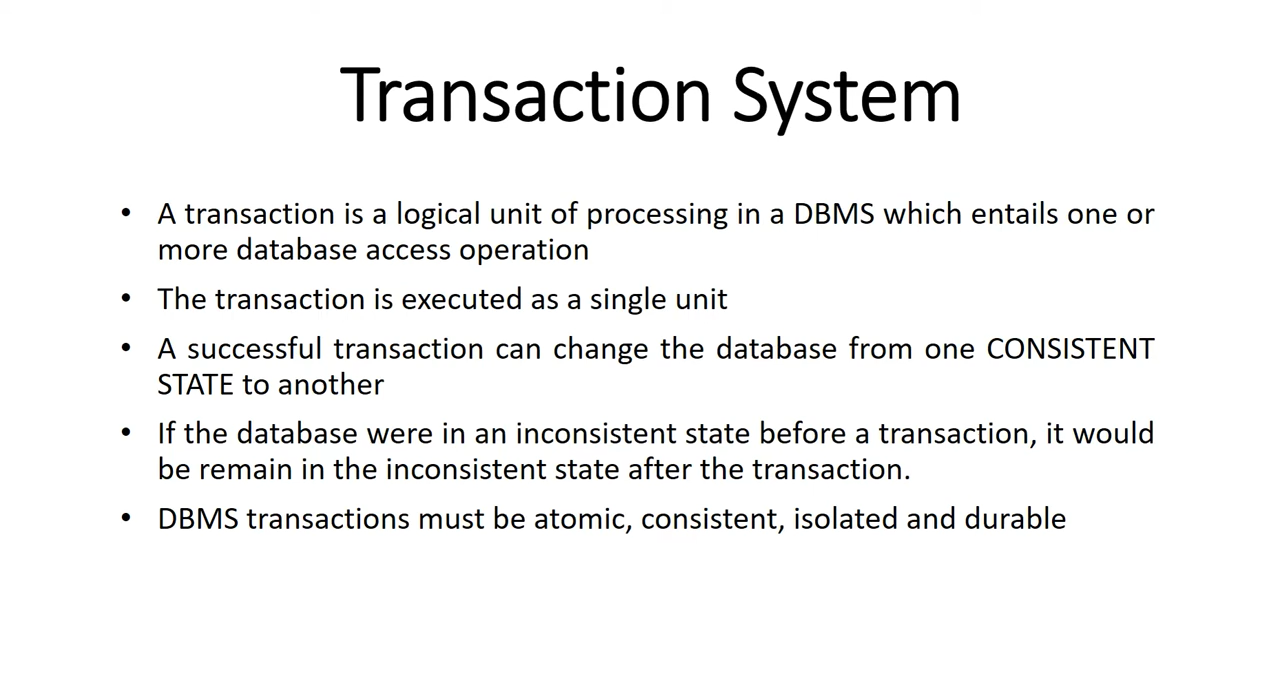 Transaction System
• A transaction is a logical unit of processing in a DBMS which entails one or
more database access operation
• The transaction is executed as a single unit
• A successful transaction can change the database from one CONSISTENT
STATE to another
• If the database were in an inconsistent state before a transaction, it would
be remain in the inconsistent state after the transaction.
• DBMS transactions must be atomic, consistent, isolated and durable